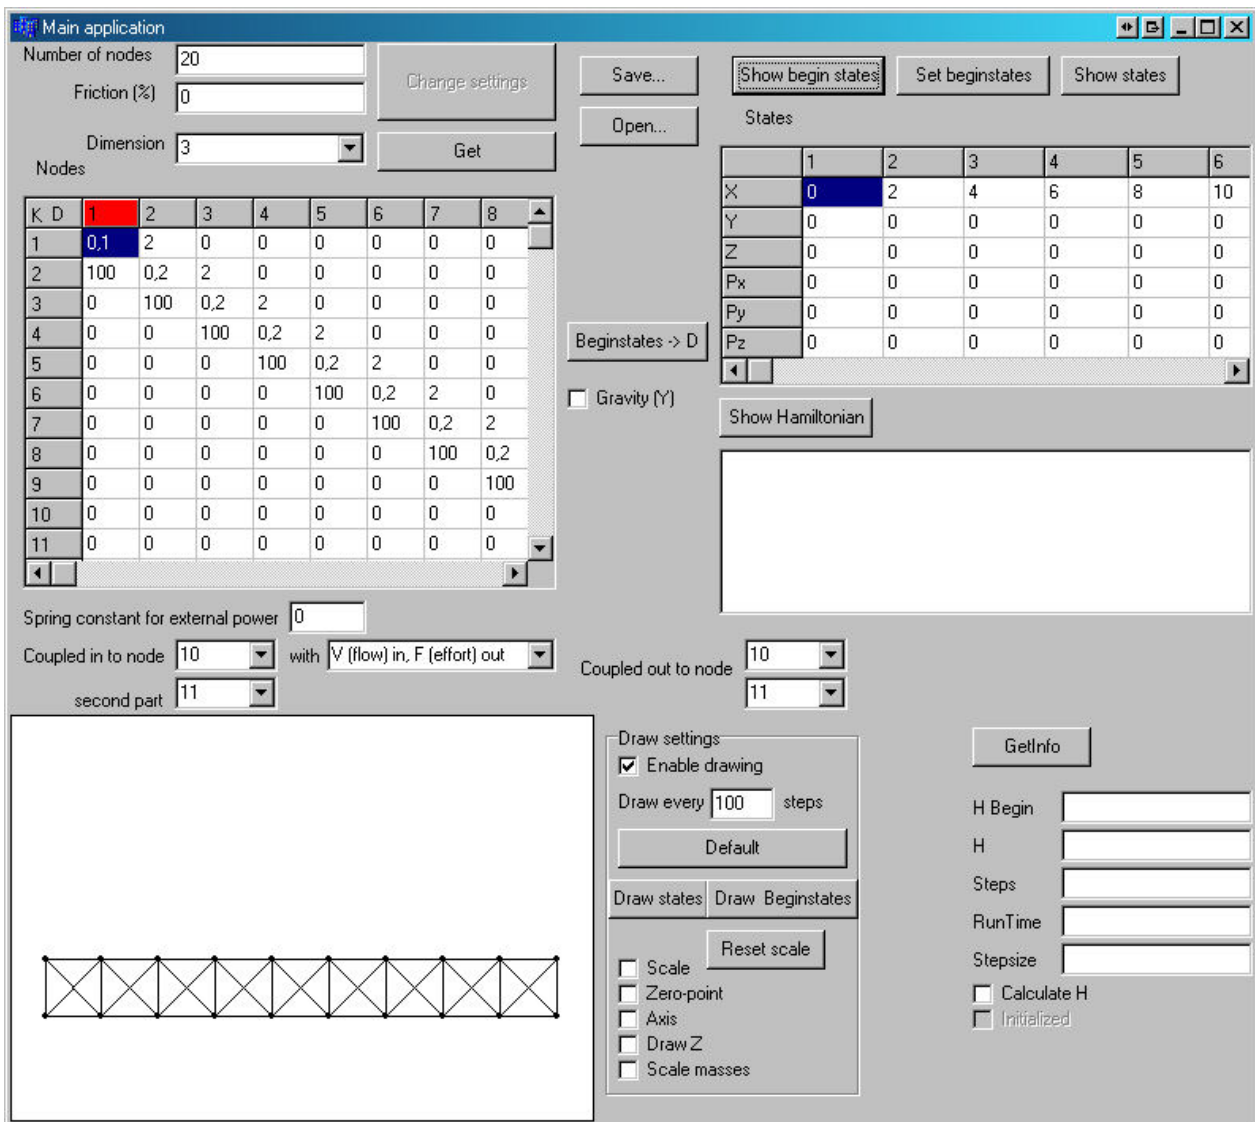 Main application
Number of nodes 20
Friction (%) 0
Change settings
Dimension 3
Get
Nodes
K D 1 2 3 4 5 6 7 8
1 0,1 2 0 0 0 0 0 0
2 100 0,2 2 0 0 0 0 0
3 0 100 0,2 2 0 0 0 0
4 0 0 100 0,2 2 0 0 0
5 0 0 0 100 0,2 2 0 0
6 0 0 0 0 100 0,2 2 0
7 0 0 0 0 0 100 0,2 2
8 0 0 0 0 0 0 100 0,2
9 0 0 0 0 0 0 0 100
10 0 0 0 0 0 0 0 0
11 0 0 0 0 0 0 0 0
Save...
Open...
Beginstates -> D
Gravity (Y)
Show begin states Set beginstates Show states
States
1 2 3 4 5 6
X 0 2 4 6 8 10
Y 0 0 0 0 0 0
Z 0 0 0 0 0 0
Px 0 0 0 0 0 0
Py 0 0 0 0 0 0
Pz 0 0 0 0 0 0
Show Hamiltonian
Spring constant for external power 0
Coupled in to node 10 with V (flow) in, F (effort) out
second part 11
Coupled out to node 10
11
Draw settings
Enable drawing
Draw every 100 steps
Default
Draw states Draw Beginstates
Reset scale
Scale
Zero-point
Axis
Draw Z
Scale masses
GetInfo
H Begin
H
Steps
RunTime
Stepsize
Calculate H
Initialized